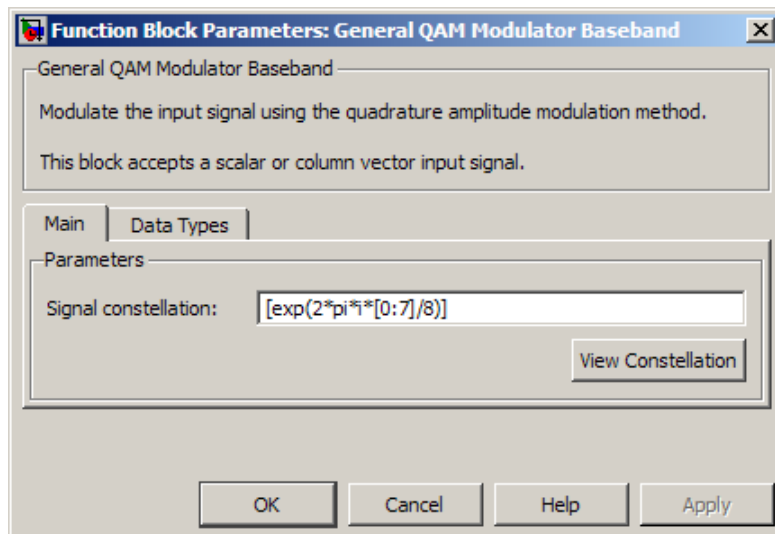 Function Block Parameters: General QAM Modulator Baseband
General QAM Modulator Baseband
Modulate the input signal using the quadrature amplitude modulation method.
This block accepts a scalar or column vector input signal.
Main Data Types
Parameters
Signal constellation: [exp(2*pi*i*[0:7]/8)]
View Constellation
OK Cancel Help Apply